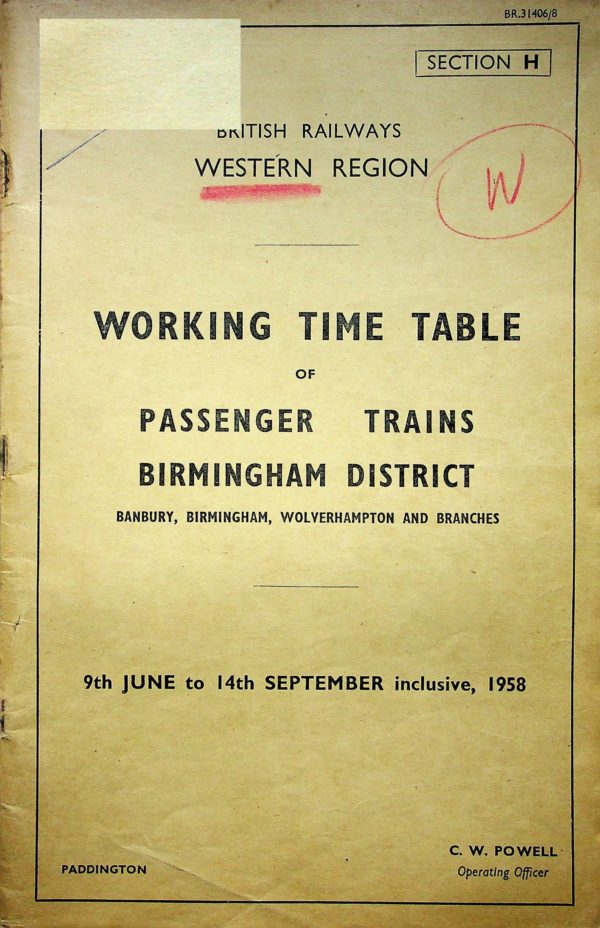 BR.31406/8
SECTION H
BRITISH RAILWAYS
WESTERN REGION
W
WORKING TIME TABLE
OF
PASSENGER TRAINS
BIRMINGHAM DISTRICT
BANBURY, BIRMINGHAM, WOLVERHAMPTON AND BRANCHES
9th JUNE to 14th SEPTEMBER inclusive, 1958
C. W. POWELL
PADDINGTON
Operating Officer